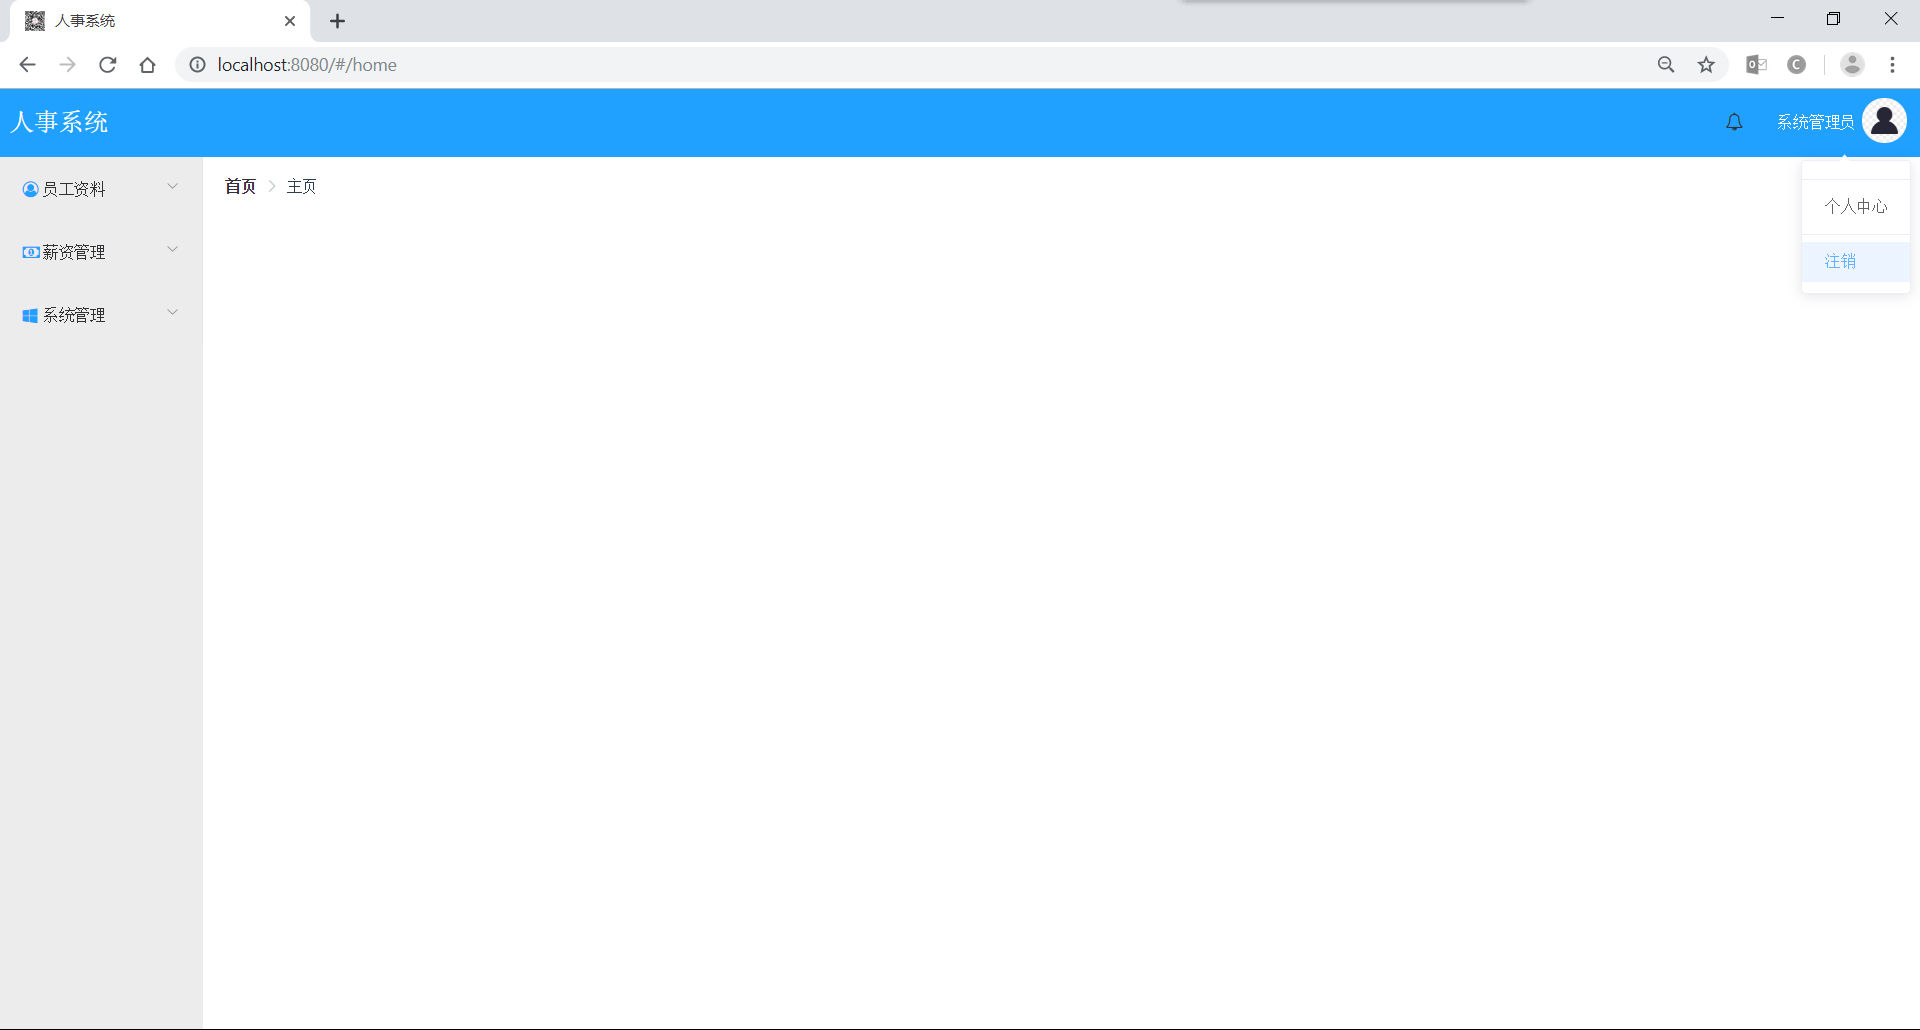 人事系统
localhost:8080/#/home
人事系统
系统管理员
员工资料
薪资管理
系统管理
首页 主页
个人中心
注销